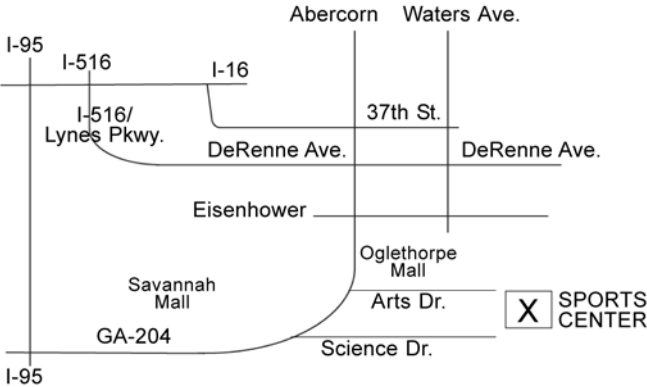 Abercorn
Waters Ave.
I-95
I-516
I-16
I-516/
Lynes Pkwy.
37th St.
DeRenne Ave.
DeRenne Ave.
Eisenhower
Oglethorpe
Mall
Savannah
Mall
Arts Dr.
X
SPORTS
CENTER
GA-204
Science Dr.
I-95